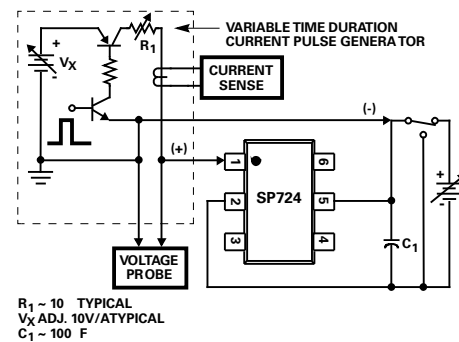 VARIABLE TIME DURATION
CURRENT PULSE GENERATOR
+
VX
-
R1
CURRENT
SENSE
(-)
(+)
1
6
2
SP724
5
3
4
+
-
C1
VOLTAGE
PROBE
R1 ~ 10 TYPICAL
VX ADJ. 10V/ATYPICAL
C1 ~ 100 F